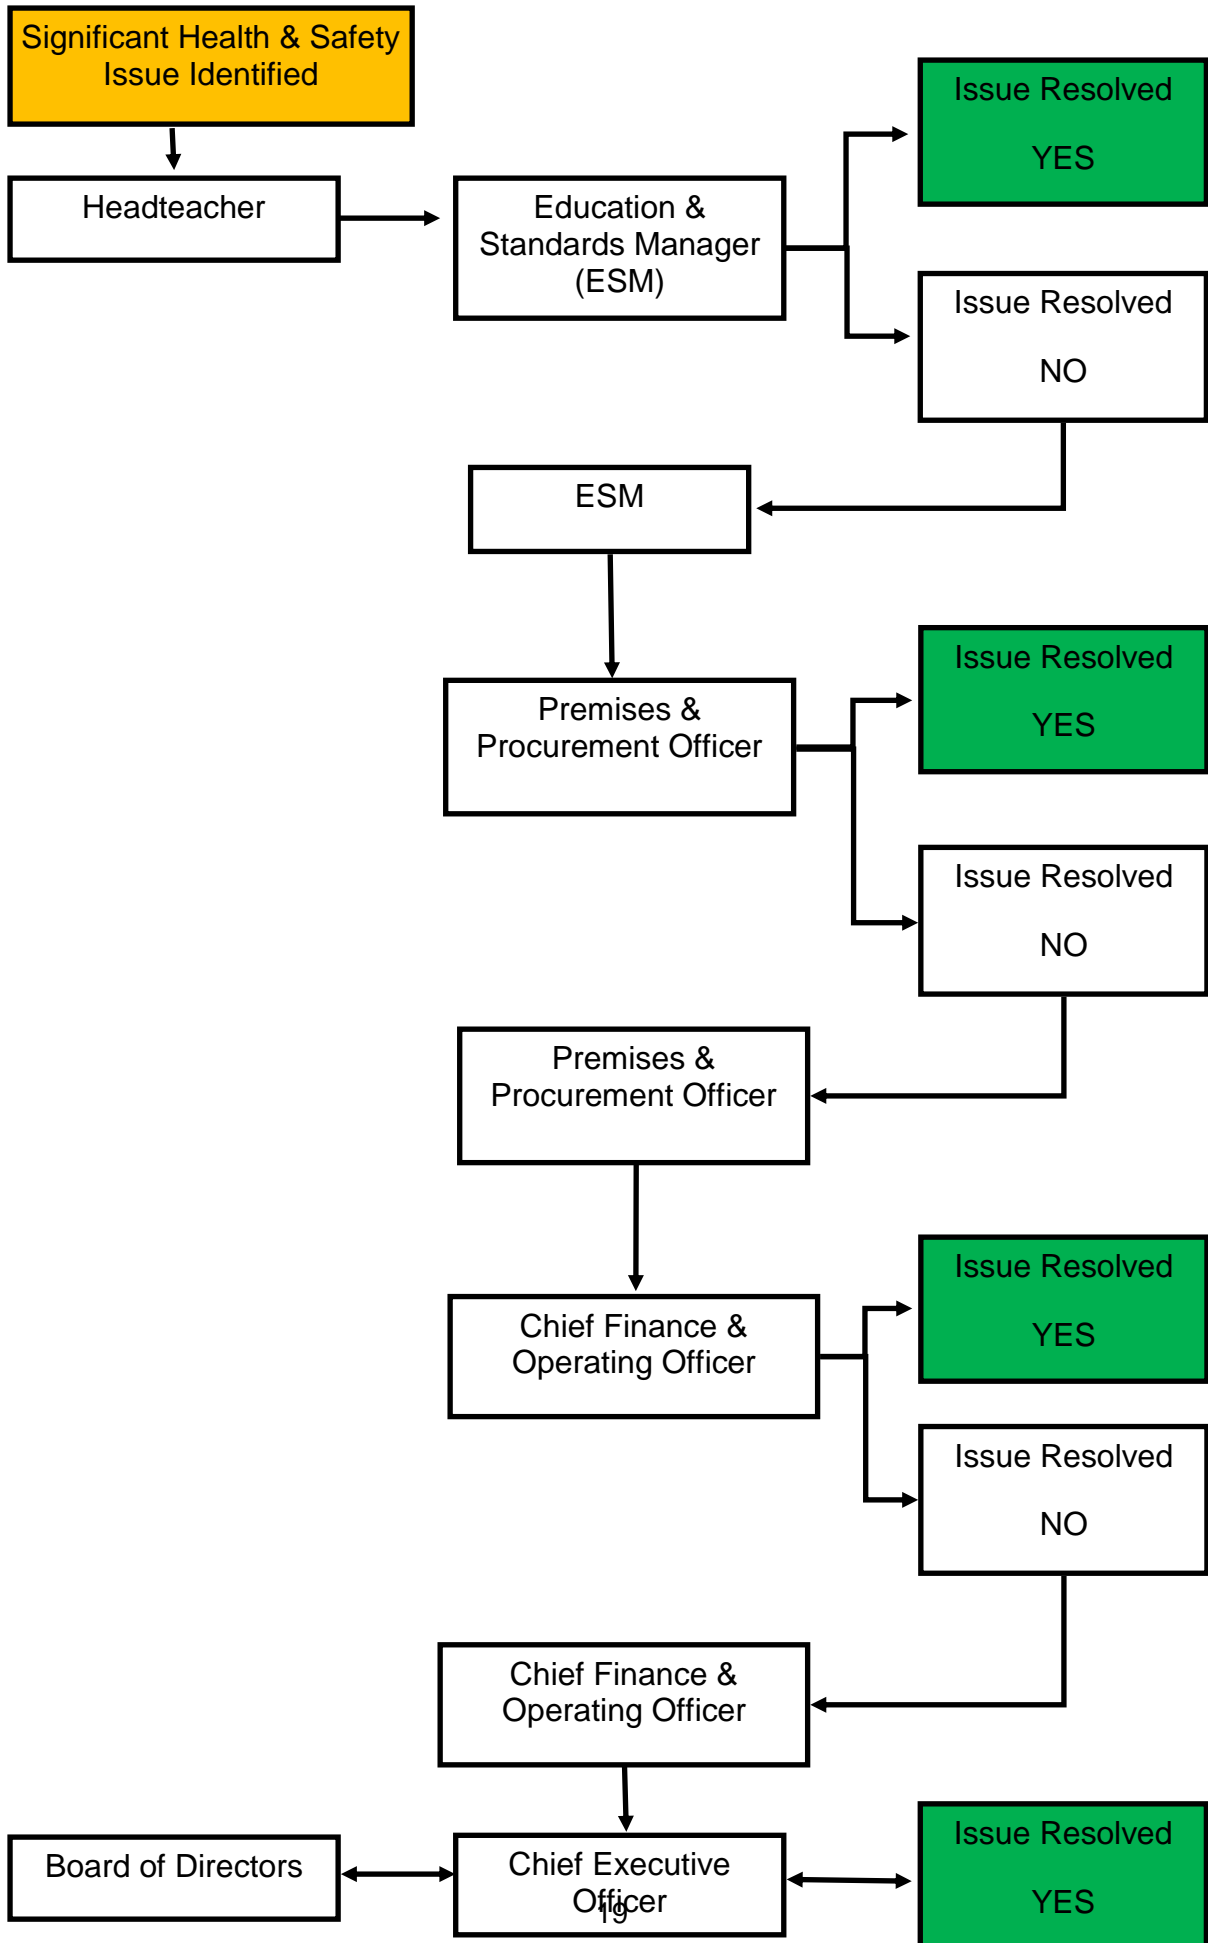 Significant Health & Safety
Issue Identified
Issue Resolved
YES
Headteacher
Education &
Standards Manager
(ESM)
Issue Resolved
NO
ESM
Issue Resolved
YES
Premises &
Procurement Officer
Issue Resolved
NO
Premises &
Procurement Officer
Issue Resolved
YES
Chief Finance &
Operating Officer
Issue Resolved
NO
Chief Finance &
Operating Officer
Board of Directors
Chief Executive
Officer
Issue Resolved
YES
19